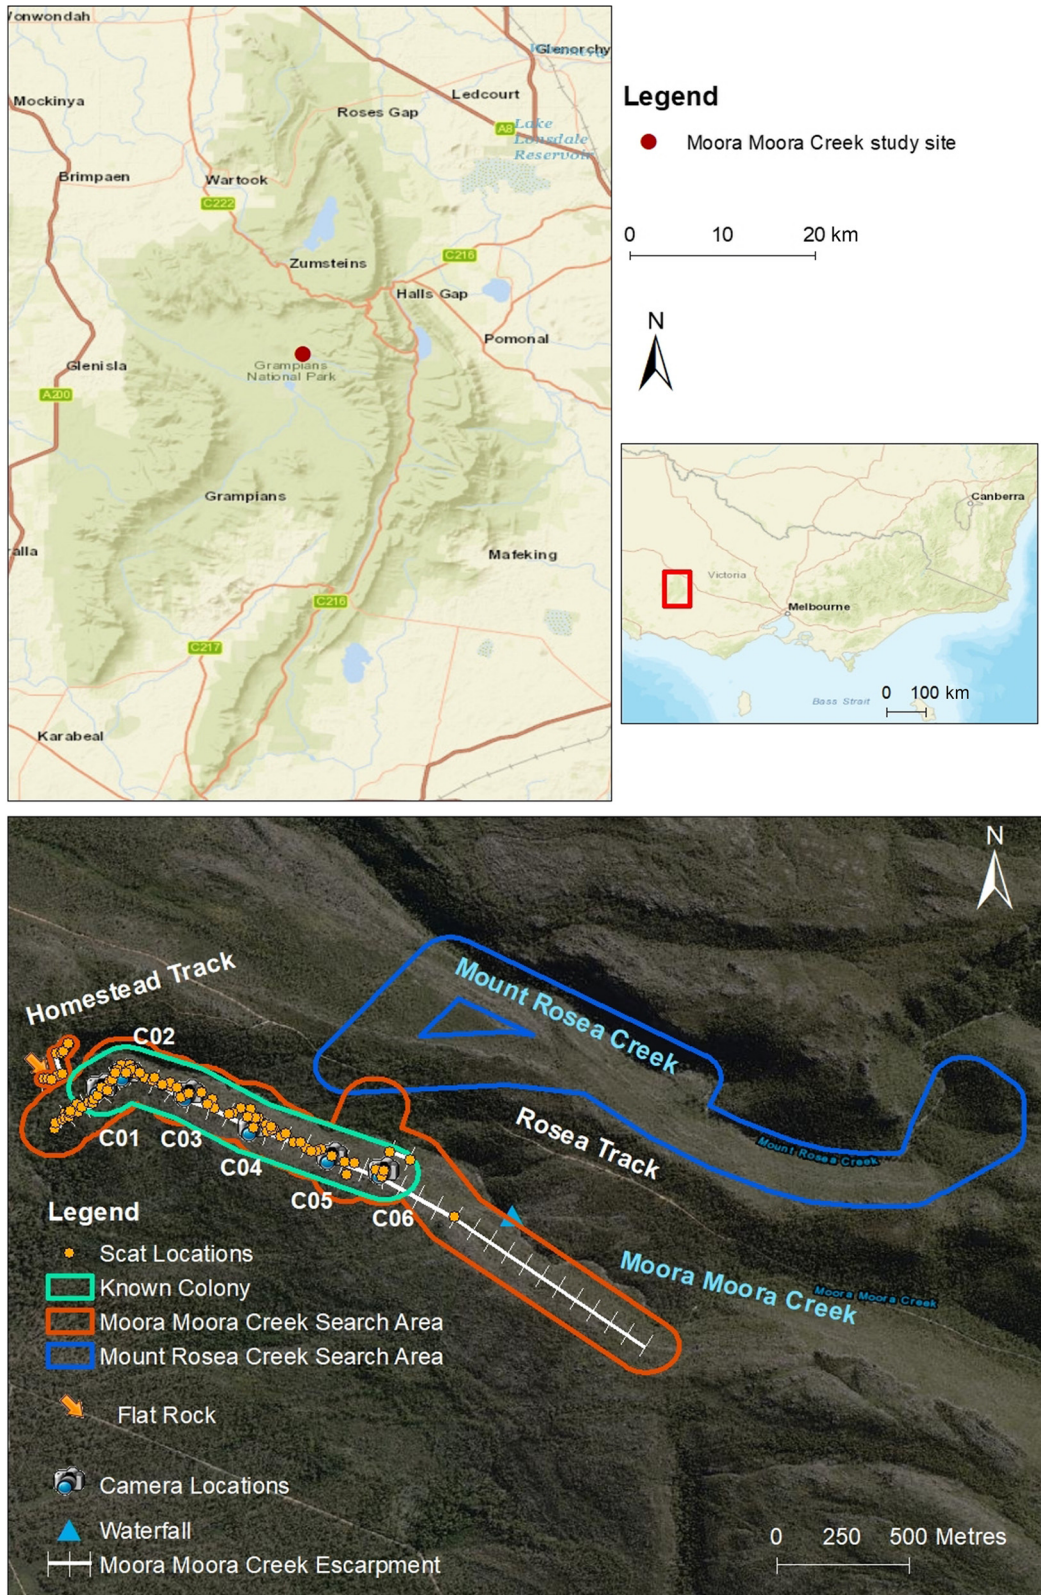 Vonwondah
Glenorchy
Mockinya
Ledcourt
Roses Gap
A8
Lake
Lonsdale
Reservoir
Brimpaen
Wartook
C222
Zumsteins
C216
Halls Gap
Pomonal
Glenisla
Grampians
National Park
A200
Grampians
ralla
Mafeking
C216
C217
Karabeal
Legend
Moora Moora Creek study site
0 10 20 km
N
Canberra
Victoria
Melbourne
Bass Strait
0 100 km
N
Homestead Track
Mount Rosea Creek
C02
Rosea Track
Mount Rosea Creek
C01
C03
C04
C05
C06
Moora Moora Creek
Moora Moora Creek
Legend
Scat Locations
Known Colony
Moora Moora Creek Search Area
Mount Rosea Creek Search Area
Flat Rock
Camera Locations
Waterfall
Moora Moora Creek Escarpment
0 250 500 Metres